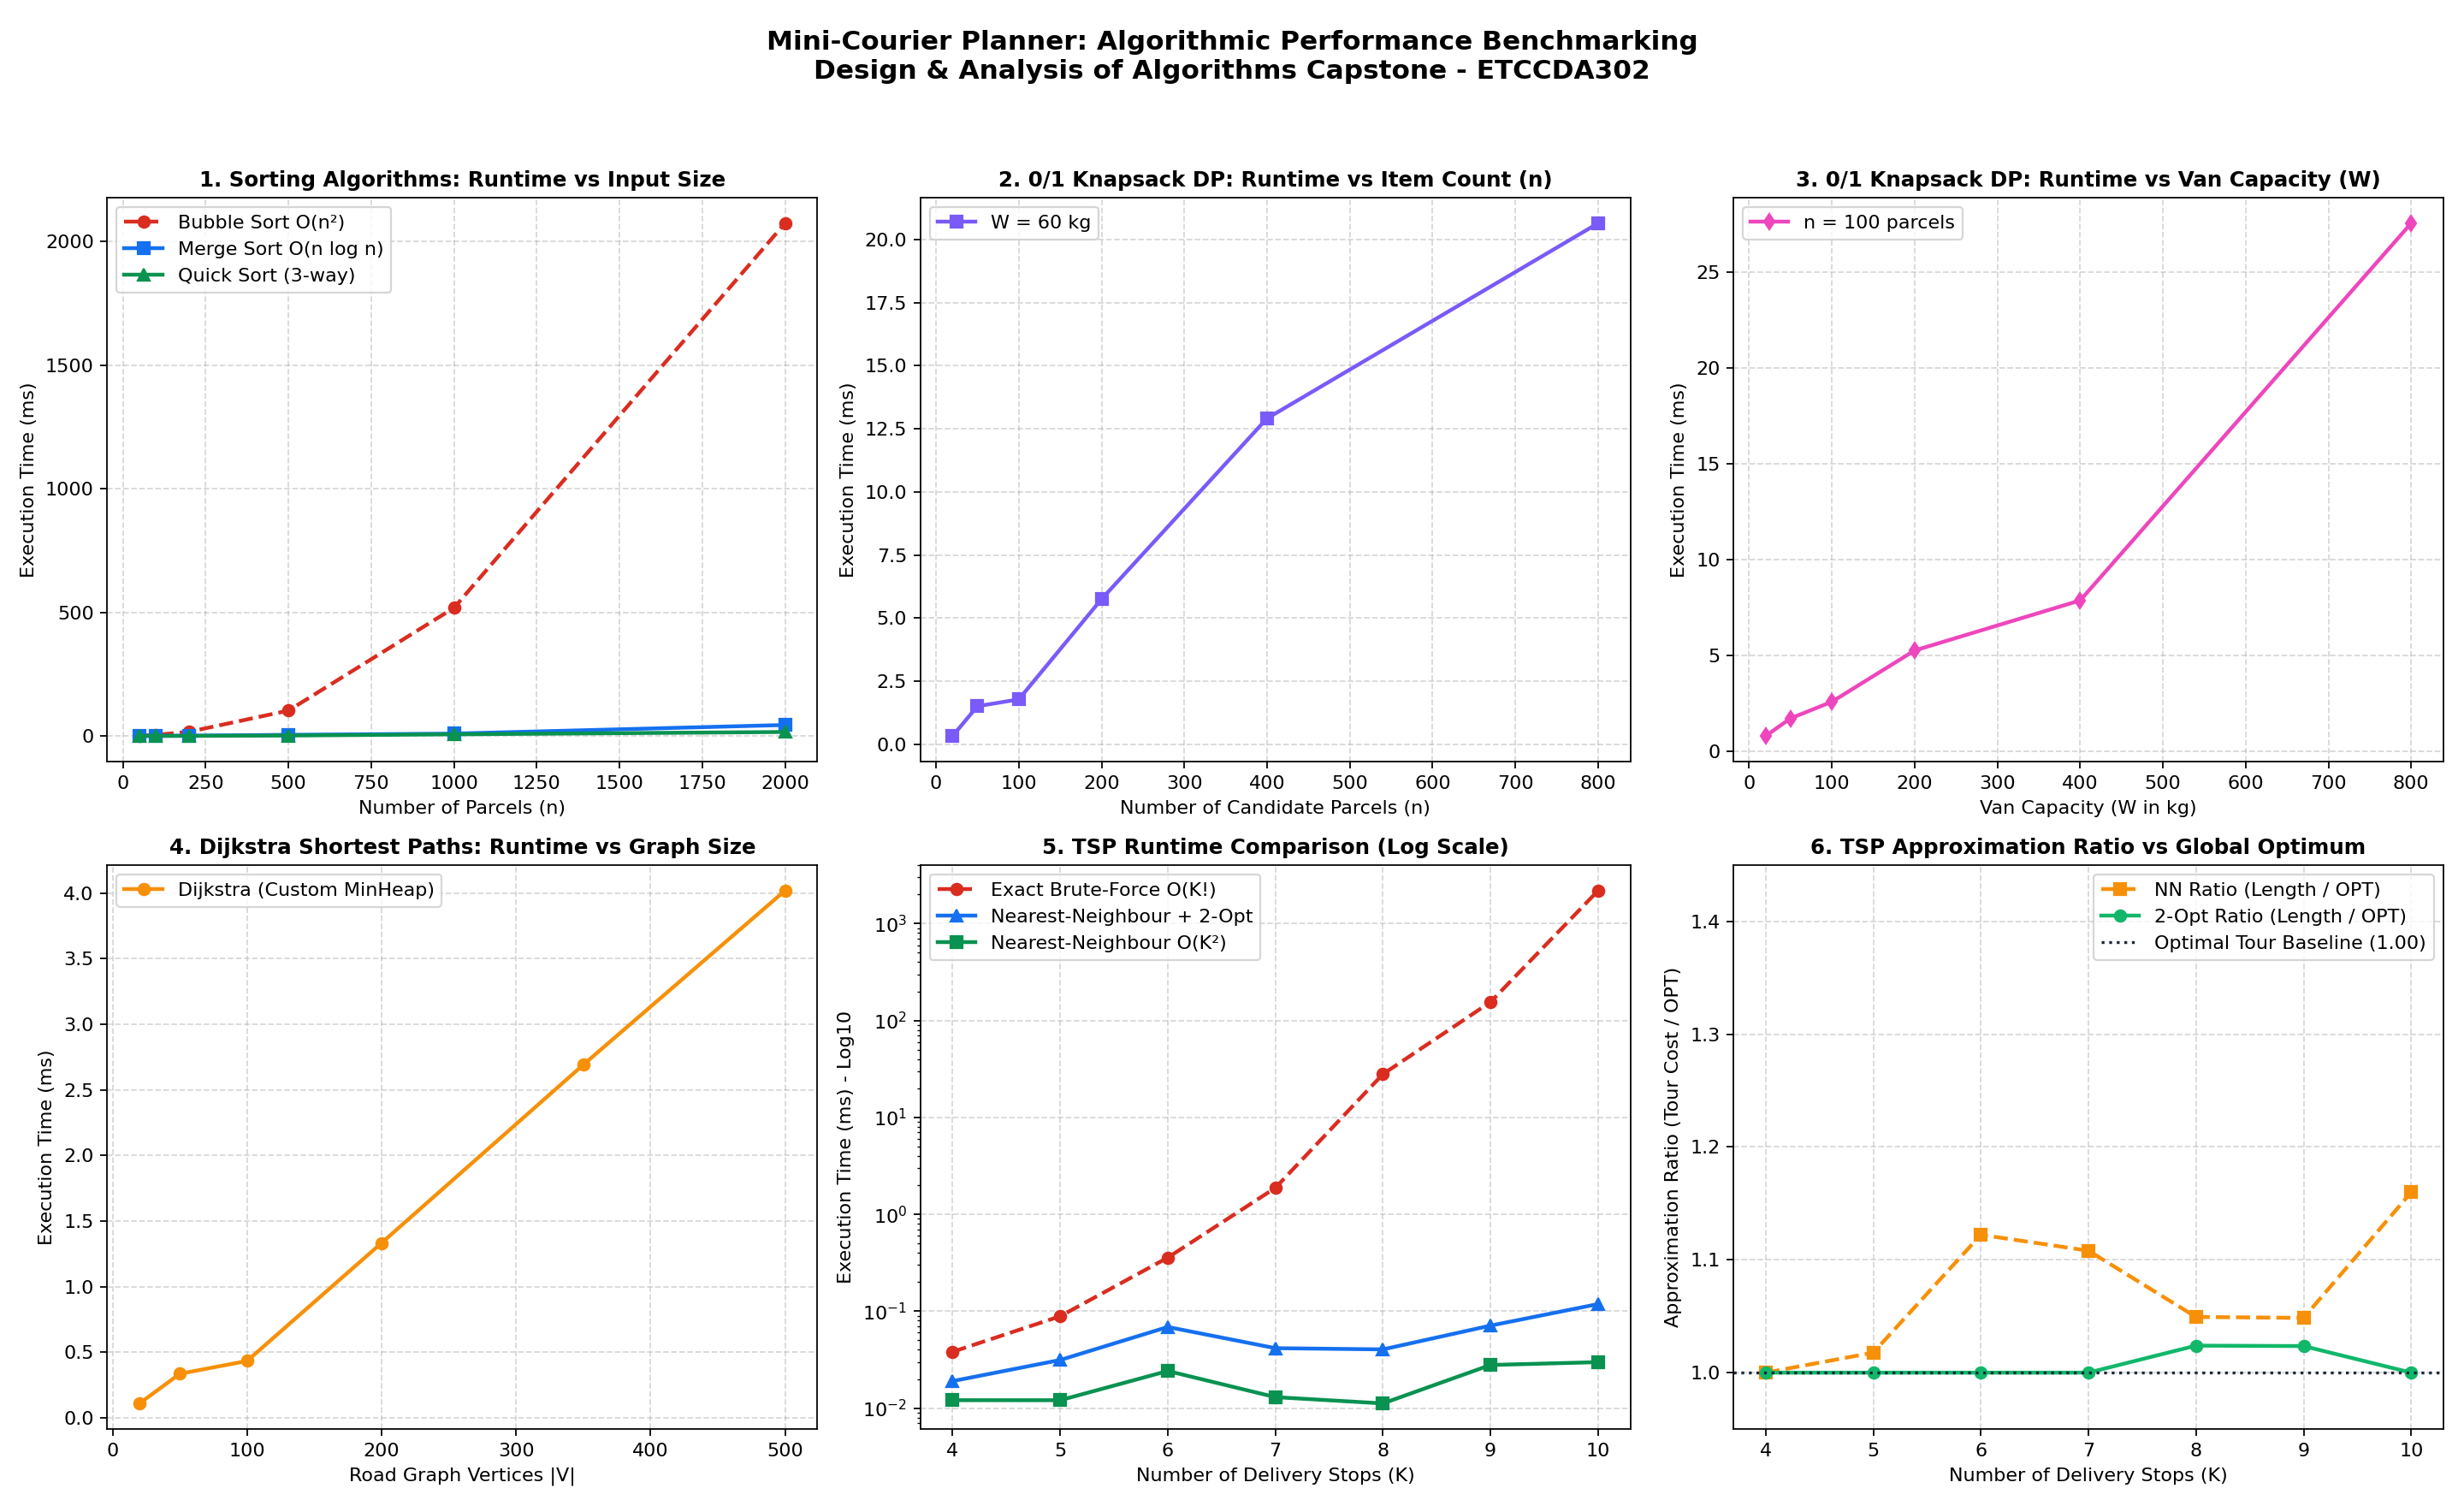 Mini-Courier Planner: Algorithmic Performance Benchmarking
Design & Analysis of Algorithms Capstone - ETCCDA302
1. Sorting Algorithms: Runtime vs Input Size
Bubble Sort O(n²)
Merge Sort O(n log n)
Quick Sort (3-way)
Execution Time (ms)
2000
1500
1000
500
0
0 250 500 750 1000 1250 1500 1750 2000
Number of Parcels (n)
2. 0/1 Knapsack DP: Runtime vs Item Count (n)
W = 60 kg
Execution Time (ms)
20.0
17.5
15.0
12.5
10.0
7.5
5.0
2.5
0.0
0 100 200 300 400 500 600 700 800
Number of Candidate Parcels (n)
3. 0/1 Knapsack DP: Runtime vs Van Capacity (W)
n = 100 parcels
Execution Time (ms)
25
20
15
10
5
0
0 100 200 300 400 500 600 700 800
Van Capacity (W in kg)
4. Dijkstra Shortest Paths: Runtime vs Graph Size
Dijkstra (Custom MinHeap)
Execution Time (ms)
4.0
3.5
3.0
2.5
2.0
1.5
1.0
0.5
0.0
0 100 200 300 400 500
Road Graph Vertices |V|
5. TSP Runtime Comparison (Log Scale)
Exact Brute-Force O(K!)
Nearest-Neighbour + 2-Opt
Nearest-Neighbour O(K²)
Execution Time (ms) - Log10
10³
10²
10¹
10⁰
10⁻¹
10⁻²
4 5 6 7 8 9 10
Number of Delivery Stops (K)
6. TSP Approximation Ratio vs Global Optimum
NN Ratio (Length / OPT)
2-Opt Ratio (Length / OPT)
Optimal Tour Baseline (1.00)
Approximation Ratio (Tour Cost / OPT)
1.4
1.3
1.2
1.1
1.0
4 5 6 7 8 9 10
Number of Delivery Stops (K)